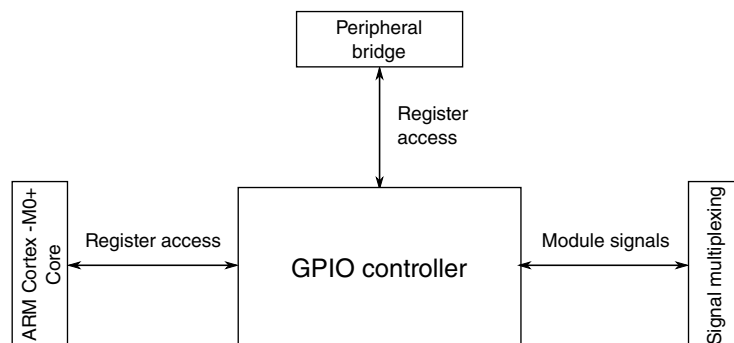 Peripheral
bridge
Register
access
ARM Cortex -M0+
Core
Register access
GPIO controller
Module signals
Signal multiplexing